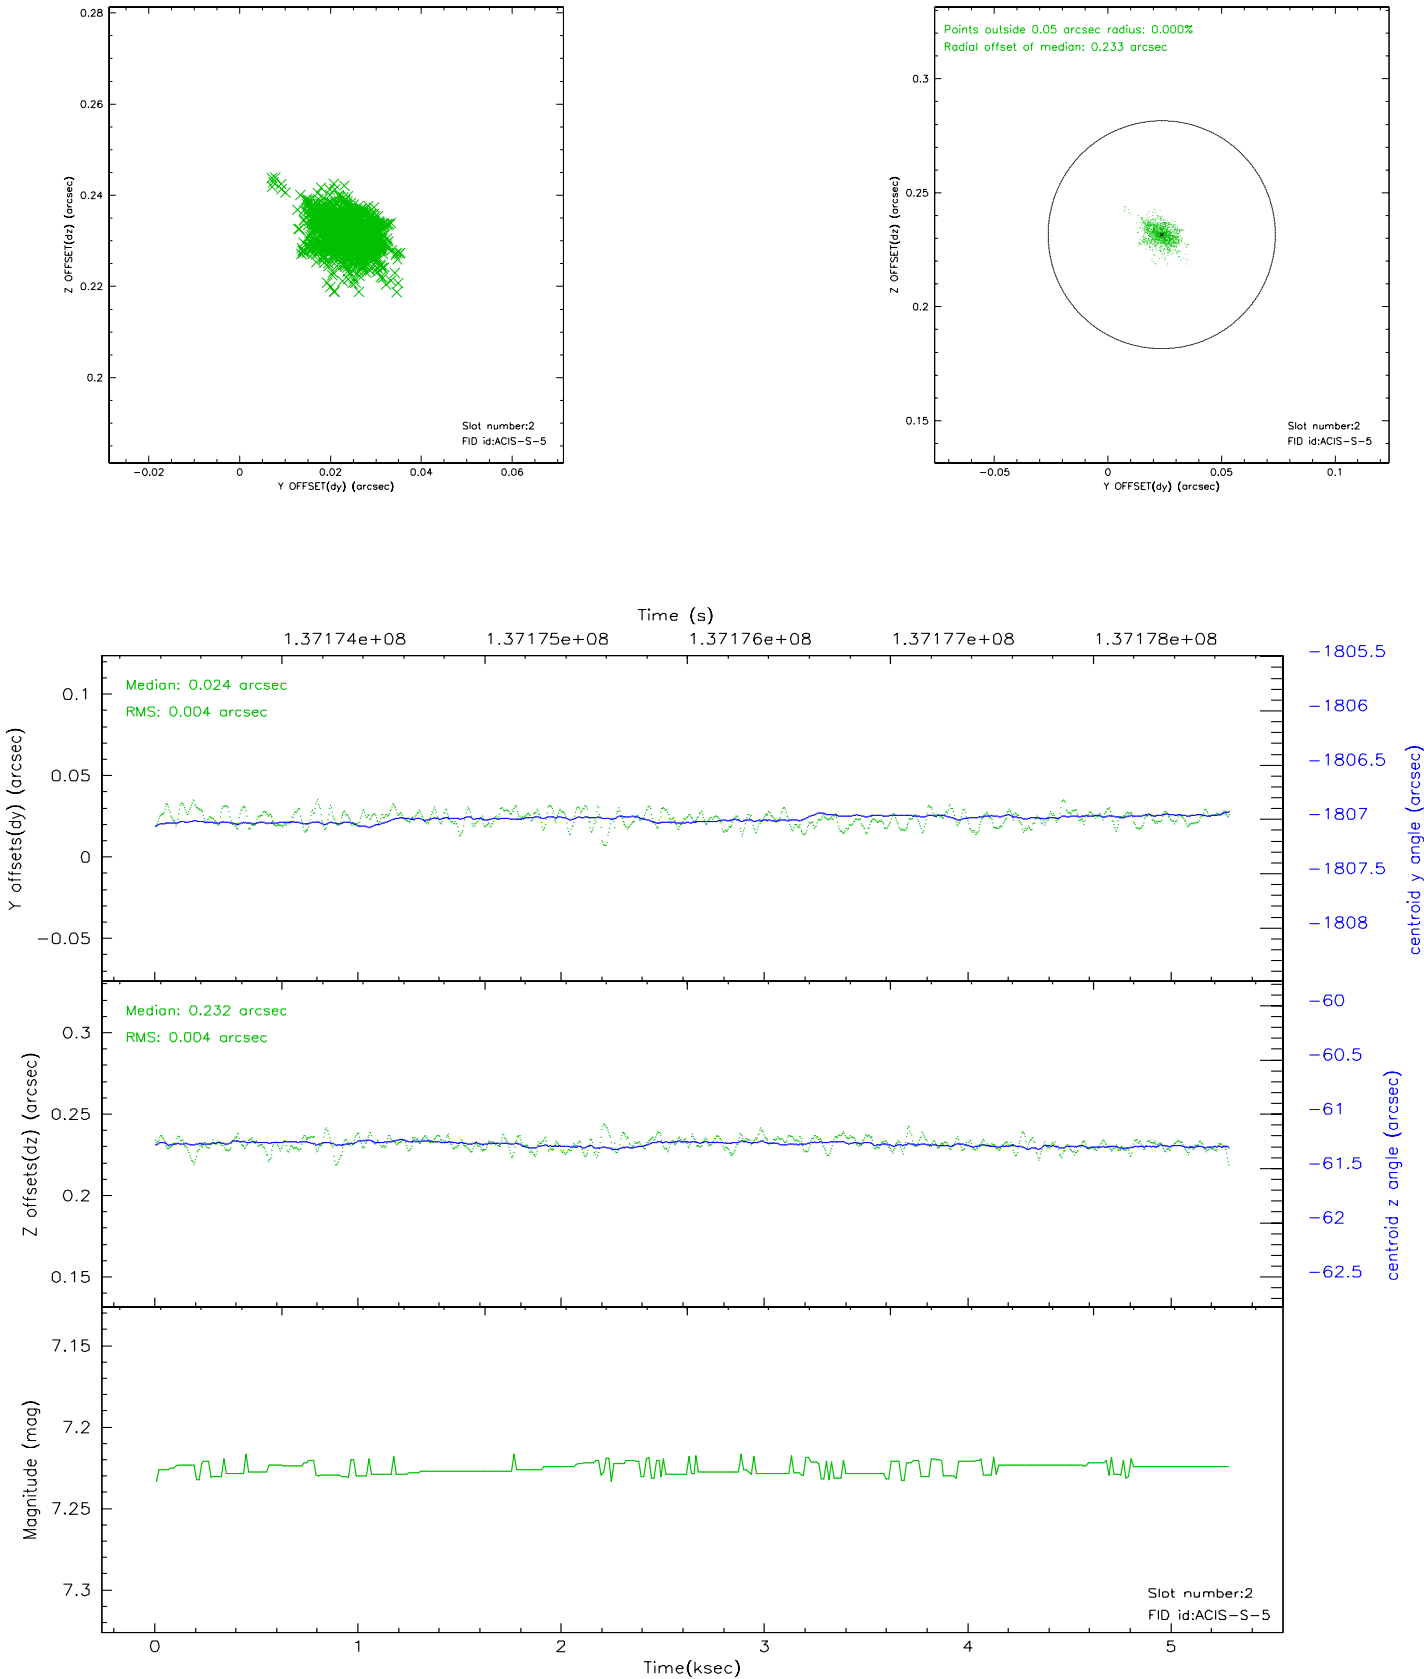 0.28
0.26
0.24
0.22
0.2
Z OFFSET(dz) (arcsec)
Slot number:2
FID id:ACIS-S-5
-0.02 0 0.02 0.04 0.06
Y OFFSET(dy) (arcsec)
Points outside 0.05 arcsec radius: 0.000%
Radial offset of median: 0.233 arcsec
0.3
0.25
0.2
0.15
Z OFFSET(dz) (arcsec)
Slot number:2
FID id:ACIS-S-5
-0.05 0 0.05 0.1
Y OFFSET(dy) (arcsec)
Time (s)
1.37174e+08 1.37175e+08 1.37176e+08 1.37177e+08 1.37178e+08
Median: 0.024 arcsec
RMS: 0.004 arcsec
0.1
0.05
0
-0.05
Y offsets(dy) (arcsec)
-1805.5
-1806
-1806.5
-1807
-1807.5
-1808
centroid y angle (arcsec)
Median: 0.232 arcsec
RMS: 0.004 arcsec
0.3
0.25
0.2
0.15
Z offsets(dz) (arcsec)
-60
-60.5
-61
-61.5
-62
-62.5
centroid z angle (arcsec)
7.15
7.2
7.25
7.3
Magnitude (mag)
Slot number:2
FID id:ACIS-S-5
0 1 2 3 4 5
Time(ksec)